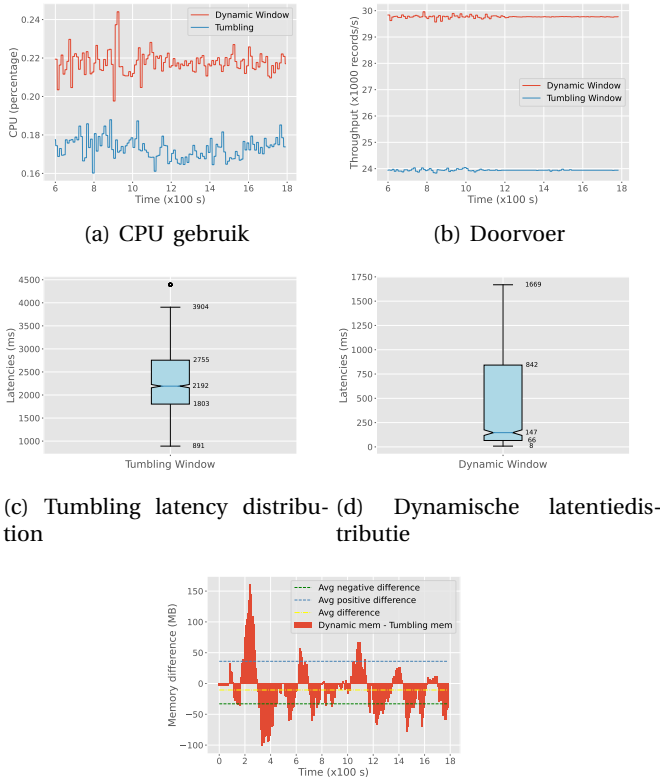 Dynamic Window
Tumbling
0.22
0.20
0.18
0.16
CPU (percentage)
6 8 10 12 14 16 18
Time (x100 s)
(a) CPU gebruik
30
29
28
27
26
25
24
Throughput (x1000 records/s)
Dynamic Window
Tumbling Window
6 8 10 12 14 16 18
Time (x100 s)
(b) Doorvoer
4500
4000
3500
3000
2500
2000
1500
1000
Latencies (ms)
3904
2755
2192
1803
891
Tumbling Window
(c) Tumbling latency distribu-
tion
1750
1500
1250
1000
750
500
250
0
Latencies (ms)
1669
842
147
66
8
Dynamic Window
(d) Dynamische latentiedis-
tributie
Avg negative difference
Avg positive difference
Avg difference
Dynamic mem - Tumbling mem
150
100
50
0
−50
−100
Memory difference (MB)
0 2 4 6 8 10 12 14 16 18
Time (x100 s)